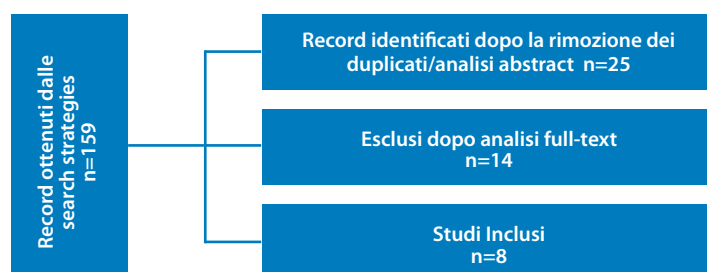 Record ottenuti dalle
search strategies
n=159
Record identificati dopo la rimozione dei
duplicati/analisi abstract n=25
Esclusi dopo analisi full-text
n=14
Studi Inclusi
n=8